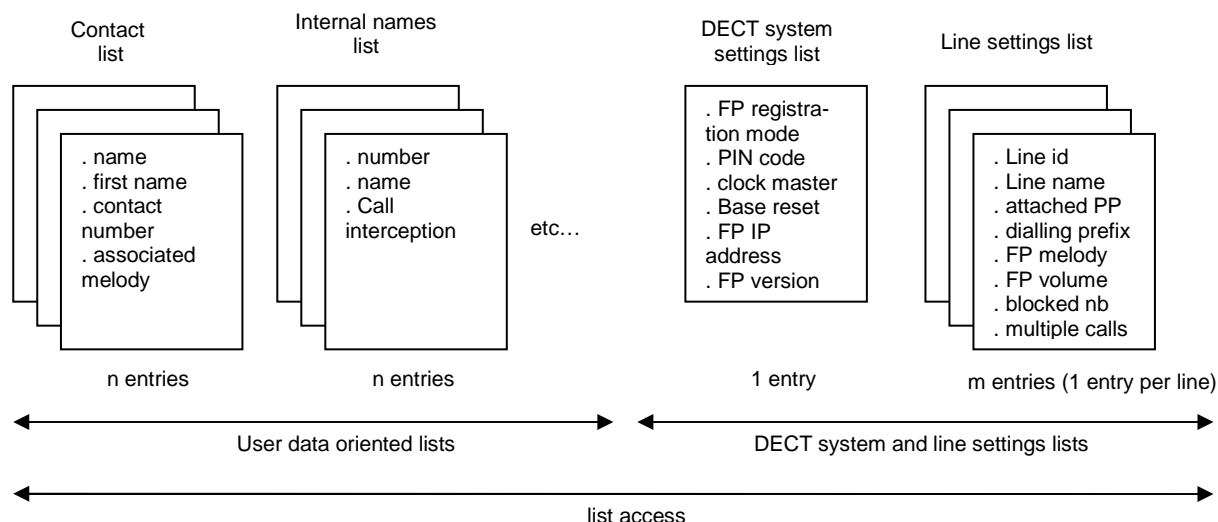 Contact
list
Internal names
list
DECT system
settings list
Line settings list
. name
. first name
. contact
number
. associated
melody
. number
. name
. Call
interception
etc…
. FP registra-
tion mode
. PIN code
. clock master
. Base reset
. FP IP
address
. FP version
. Line id
. Line name
. attached PP
. dialling prefix
. FP melody
. FP volume
. blocked nb
. multiple calls
n entries
n entries
1 entry
m entries (1 entry per line)
User data oriented lists
DECT system and line settings lists
list access